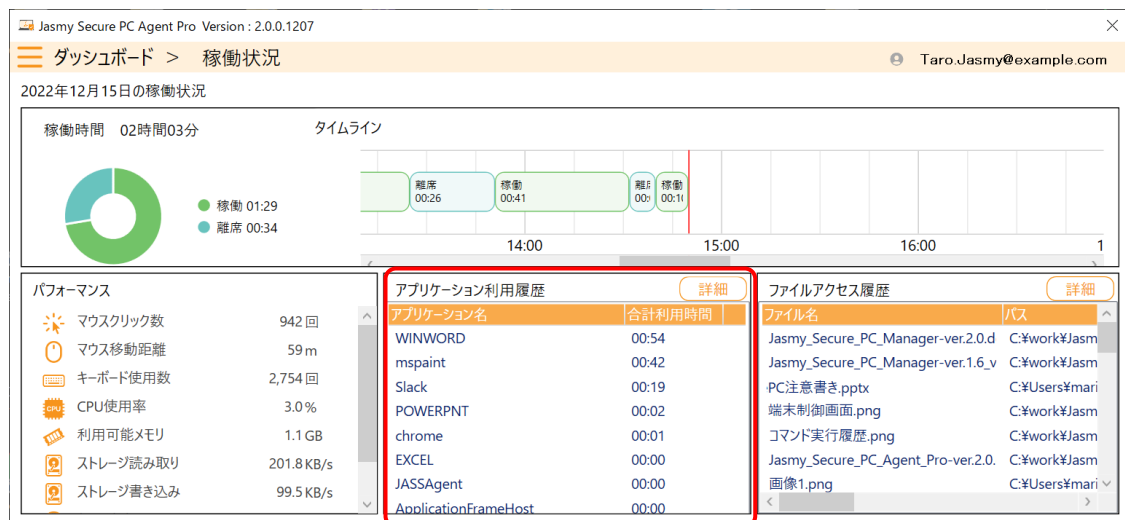 Jasmy Secure PC Agent Pro Version : 2.0.0.1207
ダッシュボード > 稼働状況
Taro.Jasmy@example.com
2022年12月15日の稼働状況
稼働時間 02時間03分
タイムライン
離席
00:26
稼働
00:41
稼働
稼働 01:29
離席 00:34
14:00 15:00 16:00 1
パフォーマンス
マウスクリック数 942 回
マウス移動距離 59 m
キーボード使用数 2,754 回
CPU使用率 3.0 %
利用可能メモリ 1.1 GB
ストレージ読み取り 201.8 KB/s
ストレージ書き込み 99.5 KB/s
アプリケーション利用履歴 詳細
アプリケーション名 合計利用時間
WINWORD 00:54
mspaint 00:42
Slack 00:19
POWERPNT 00:02
chrome 00:01
EXCEL 00:00
JASSAgent 00:00
ApplicationFrameHost 00:00
ファイルアクセス履歴 詳細
ファイル名 パス
Jasmy_Secure_PC_Manager-ver.2.0.d C:¥work¥Jasm
Jasmy_Secure_PC_Manager-ver.1.6_v C:¥work¥Jasm
PC注意書き.pptx C:¥Users¥mari
端末制御画面.png C:¥work¥Jasm
コマンド実行履歴.png C:¥work¥Jasm
Jasmy_Secure_PC_Agent_Pro-ver.2.0. C:¥work¥Jasm
画像1.png C:¥Users¥mari